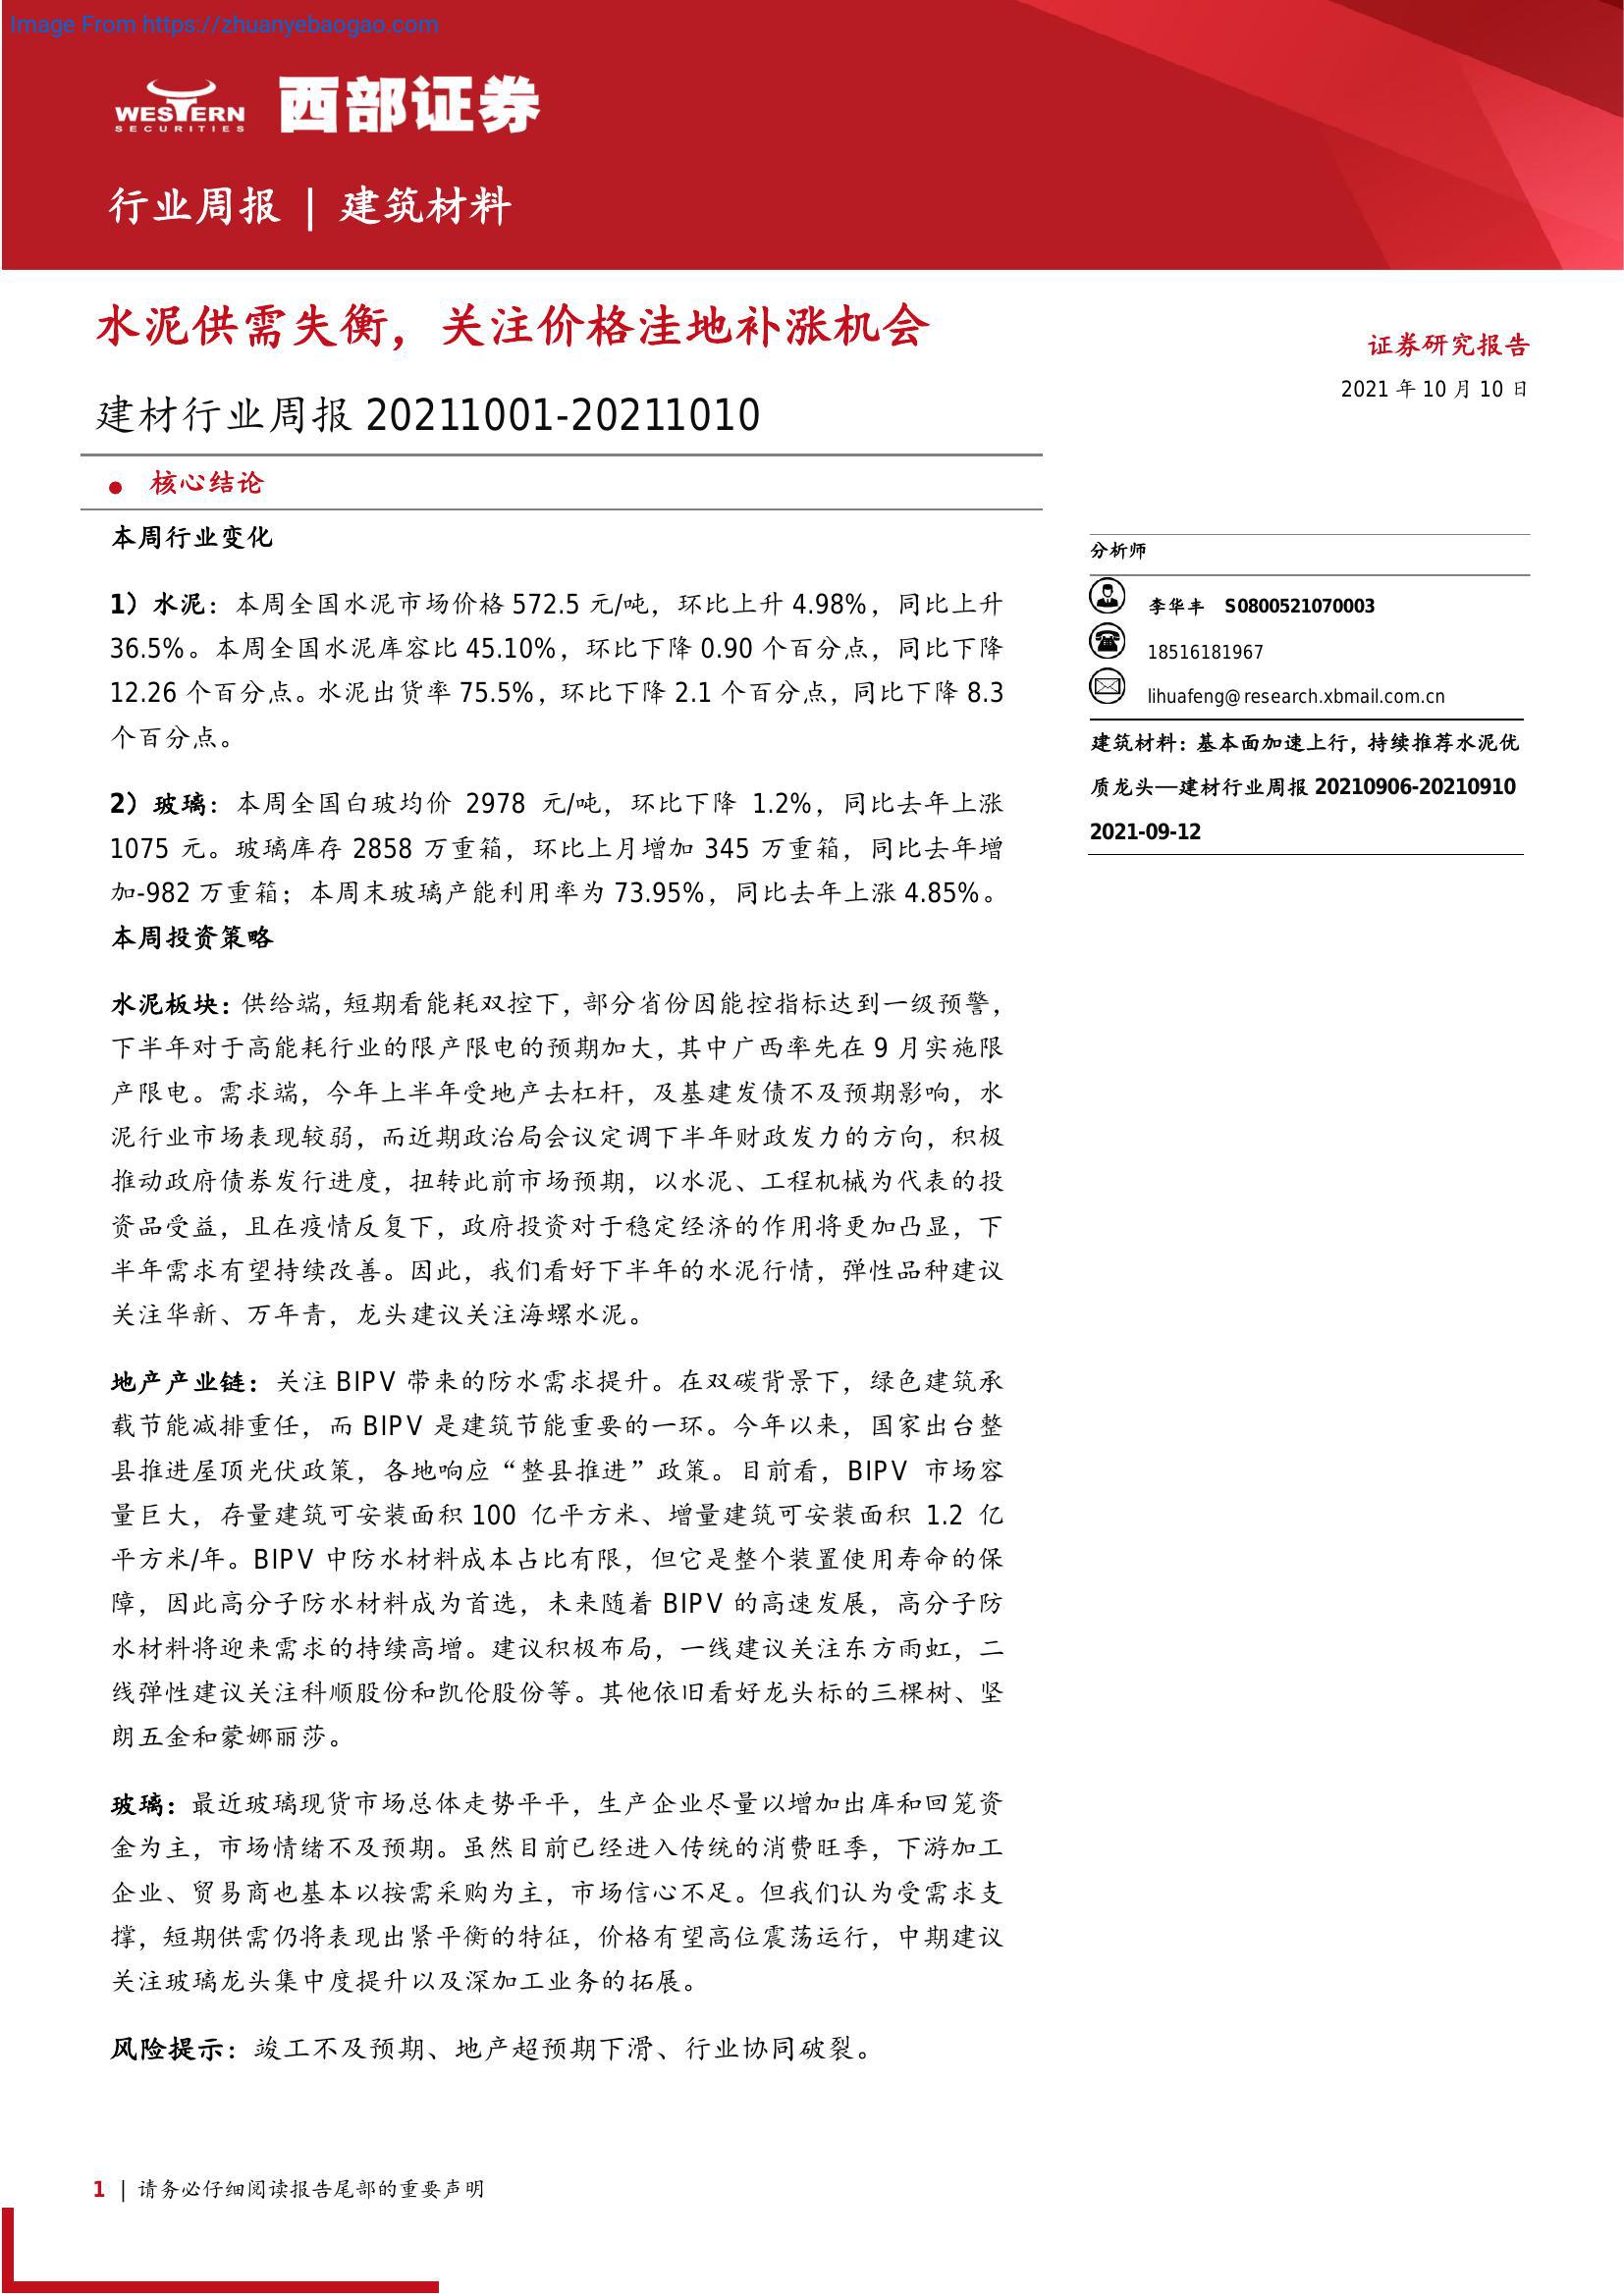 Image From https://zhuanyebaogao.com
WESTERN
SECURITIES
西部证券
行业周报 | 建筑材料
水泥供需失衡，关注价格洼地补涨机会
建材行业周报 20211001-20211010
证券研究报告
2021 年 10 月 10 日
● 核心结论
本周行业变化
1）水泥：本周全国水泥市场价格 572.5 元/吨，环比上升 4.98%，同比上升
36.5%。本周全国水泥库容比 45.10%，环比下降 0.90 个百分点，同比下降
12.26 个百分点。水泥出货率 75.5%，环比下降 2.1 个百分点，同比下降 8.3
个百分点。
2）玻璃：本周全国白玻均价 2978 元/吨，环比下降 1.2%，同比去年上涨
1075 元。玻璃库存 2858 万重箱，环比上月增加 345 万重箱，同比去年增
加-982 万重箱；本周末玻璃产能利用率为 73.95%，同比去年上涨 4.85%。
本周投资策略
水泥板块：供给端，短期看能耗双控下，部分省份因能控指标达到一级预警，
下半年对于高能耗行业的限产限电的预期加大，其中广西率先在 9 月实施限
产限电。需求端，今年上半年受地产去杠杆，及基建发债不及预期影响，水
泥行业市场表现较弱，而近期政治局会议定调下半年财政发力的方向，积极
推动政府债券发行进度，扭转此前市场预期，以水泥、工程机械为代表的投
资品受益，且在疫情反复下，政府投资对于稳定经济的作用将更加凸显，下
半年需求有望持续改善。因此，我们看好下半年的水泥行情，弹性品种建议
关注华新、万年青，龙头建议关注海螺水泥。
地产产业链：关注 BIPV 带来的防水需求提升。在双碳背景下，绿色建筑承
载节能减排重任，而 BIPV 是建筑节能重要的一环。今年以来，国家出台整
县推进屋顶光伏政策，各地响应“整县推进”政策。目前看，BIPV 市场容
量巨大，存量建筑可安装面积 100 亿平方米、增量建筑可安装面积 1.2 亿
平方米/年。BIPV 中防水材料成本占比有限，但它是整个装置使用寿命的保
障，因此高分子防水材料成为首选，未来随着 BIPV 的高速发展，高分子防
水材料将迎来需求的持续高增。建议积极布局，一线建议关注东方雨虹，二
线弹性建议关注科顺股份和凯伦股份等。其他依旧看好龙头标的三棵树、坚
朗五金和蒙娜丽莎。
玻璃：最近玻璃现货市场总体走势平平，生产企业尽量以增加出库和回笼资
金为主，市场情绪不及预期。虽然目前已经进入传统的消费旺季，下游加工
企业、贸易商也基本以按需采购为主，市场信心不足。但我们认为受需求支
撑，短期供需仍将表现出紧平衡的特征，价格有望高位震荡运行，中期建议
关注玻璃龙头集中度提升以及深加工业务的拓展。
风险提示：竣工不及预期、地产超预期下滑、行业协同破裂。
分析师
李华丰 S0800521070003
18516181967
lihuafeng@research.xbmail.com.cn
建筑材料：基本面加速上行，持续推荐水泥优
质龙头—建材行业周报 20210906-20210910
2021-09-12
1 | 请务必仔细阅读报告尾部的重要声明